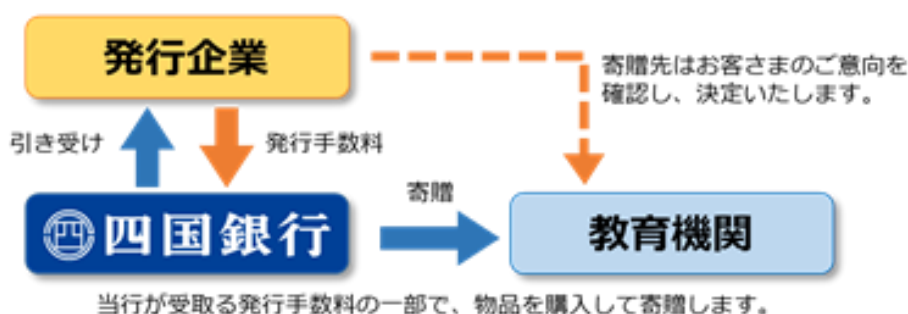 発行企業
寄贈先はお客さまのご意向を
確認し、決定いたします。
引き受け
発行手数料
四国銀行
寄贈
教育機関
当行が受取る発行手数料の一部で、物品を購入して寄贈します。